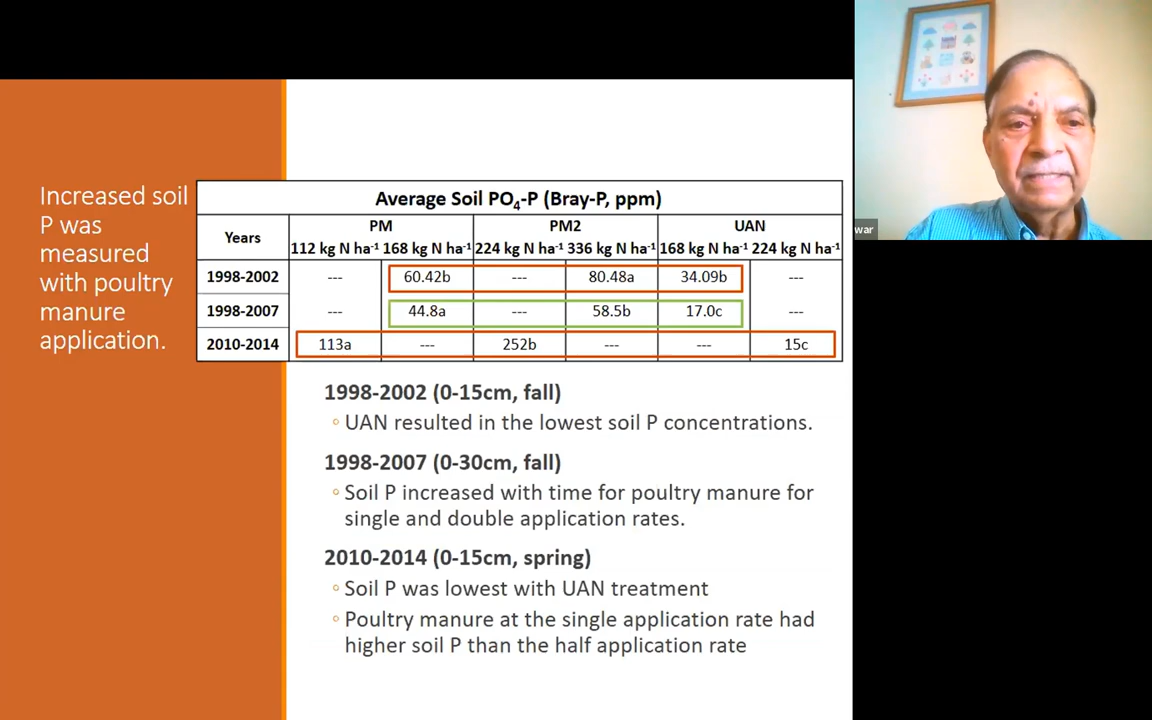 Increased soil
P was
measured
with poultry
manure
application.
Average Soil PO₄-P (Bray-P, ppm)
Years PM PM2 UAN
112 kg N ha⁻¹ 168 kg N ha⁻¹ 224 kg N ha⁻¹ 336 kg N ha⁻¹ 168 kg N ha⁻¹ 224 kg N ha⁻¹
1998-2002 --- 60.42b --- 80.48a 34.09b ---
1998-2007 --- 44.8a --- 58.5b 17.0c ---
2010-2014 113a --- 252b --- --- 15c
1998-2002 (0-15cm, fall)
◦ UAN resulted in the lowest soil P concentrations.
1998-2007 (0-30cm, fall)
◦ Soil P increased with time for poultry manure for
single and double application rates.
2010-2014 (0-15cm, spring)
◦ Soil P was lowest with UAN treatment
◦ Poultry manure at the single application rate had
higher soil P than the half application rate
war